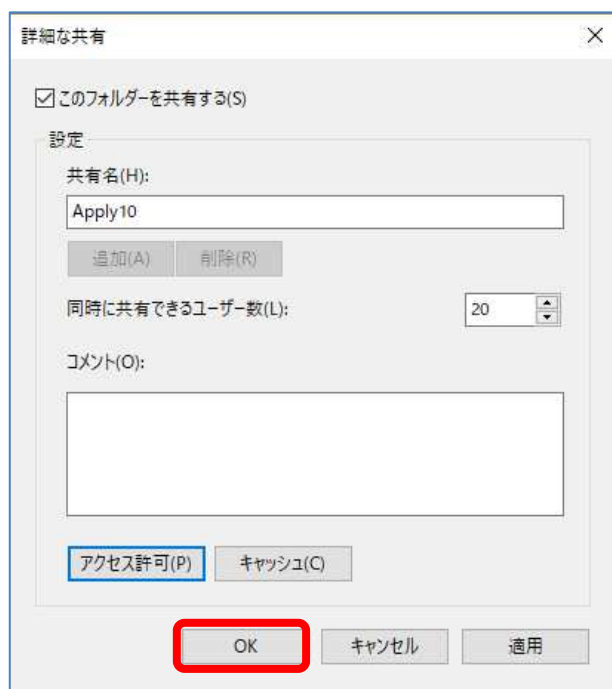 詳細な共有
このフォルダーを共有する(S)
設定
共有名(H):
Apply10
追加(A) 削除(R)
同時に共有できるユーザー数(L): 20
コメント(O):
アクセス許可(P) キャッシュ(C)
OK キャンセル 適用